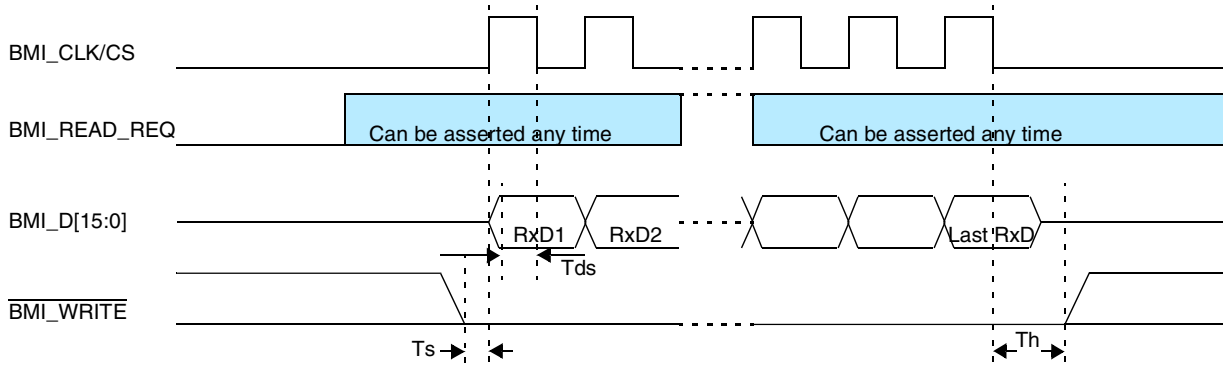 BMI_CLK/CS
BMI_READ_REQ
Can be asserted any time
Can be asserted any time
BMI_D[15:0]
RxD1
RxD2
Last RxD
Tds
BMI_WRITE
Ts
Th